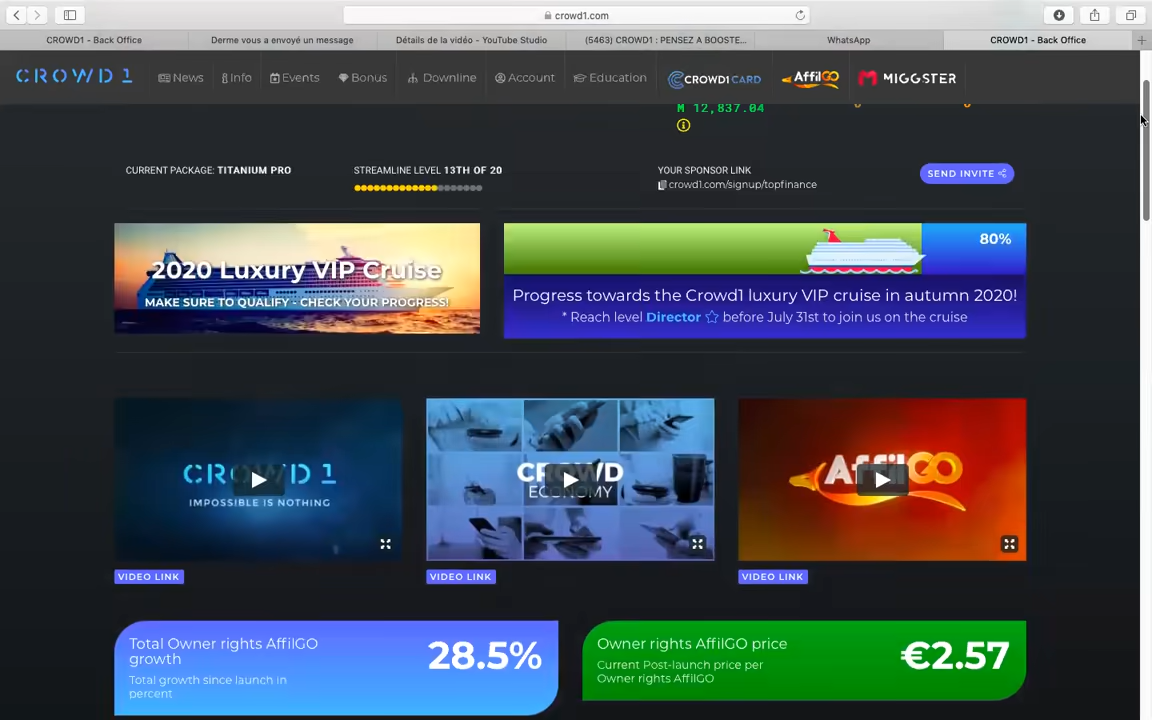 crowd1.com
CROWD1 - Back Office
Derme vous a envoyé un message
Détails de la vidéo - YouTube Studio
(5463) CROWD1 : PENSEZ A BOOSTE...
WhatsApp
CROWD1 - Back Office
CROWD1
News
Info
Events
Bonus
Downline
Account
Education
CROWD1CARD
AffilGO
MIGGSTER
M 12,837.04
CURRENT PACKAGE: TITANIUM PRO
STREAMLINE LEVEL 13TH OF 20
YOUR SPONSOR LINK
crowd1.com/signup/topfinance
SEND INVITE
2020 Luxury VIP Cruise
MAKE SURE TO QUALIFY - CHECK YOUR PROGRESS!
80%
Progress towards the Crowd1 luxury VIP cruise in autumn 2020!
* Reach level Director before July 31st to join us on the cruise
CROWD1
IMPOSSIBLE IS NOTHING
CROWD
ECONOMY
AffilGO
VIDEO LINK
VIDEO LINK
VIDEO LINK
Total Owner rights AffilGO
growth
28.5%
Total growth since launch in
percent
Owner rights AffilGO price
€2.57
Current Post-launch price per
Owner rights AffilGO